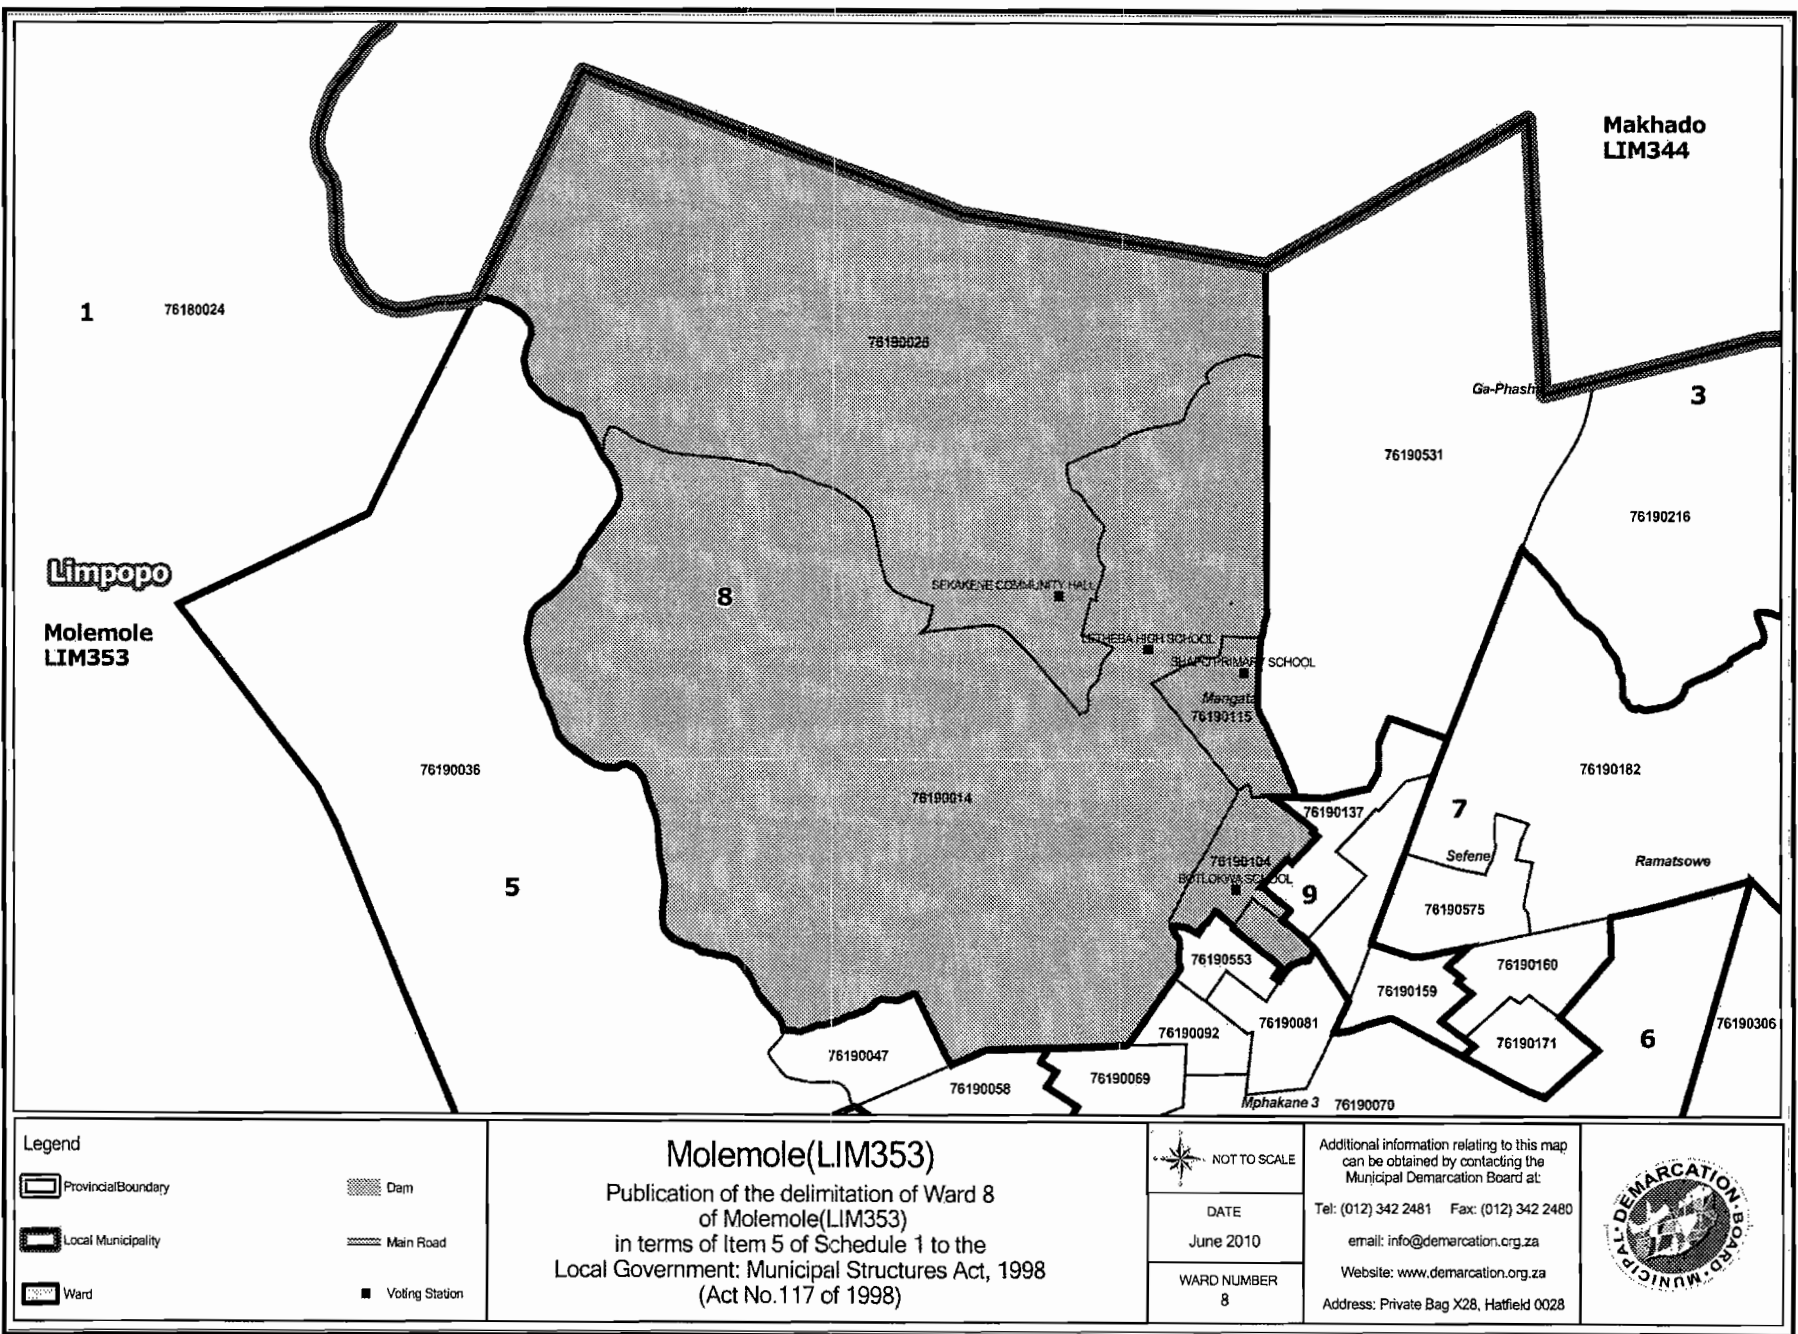 Makhado
LIM344
1
76180024
76190026
Ga-Phash
3
76190531
76190216
Limpopo
8
SEKAKENE COMMUNITY HALL
Molemole
LIM353
HIGH SCHOOL
PRIMARY SCHOOL
76190115
76190036
76190014
76190182
76190137
7
76190104
Sefene
Ramatsowe
BOTLOKWA SCHOOL
5
9
76190575
76190553
76190160
76190159
76190081
76190306
76190092
76190171
6
76190047
76190058
76190069
Mphakane 3
76190070
Legend
ProvincialBoundary
Dam
Local Municipality
Main Road
Ward
Voting Station
Molemole(LIM353)
Publication of the delimitation of Ward 8
of Molemole(LIM353)
in terms of Item 5 of Schedule 1 to the
Local Government: Municipal Structures Act, 1998
(Act No.117 of 1998)
NOT TO SCALE
DATE
June 2010
WARD NUMBER
8
Additional information relating to this map
can be obtained by contacting the
Municipal Demarcation Board at:
Tel: (012) 342 2481 Fax: (012) 342 2480
email: info@demarcation.org.za
Website: www.demarcation.org.za
Address: Private Bag X28, Hatfield 0028
MUNICIPAL DEMARCATION BOARD